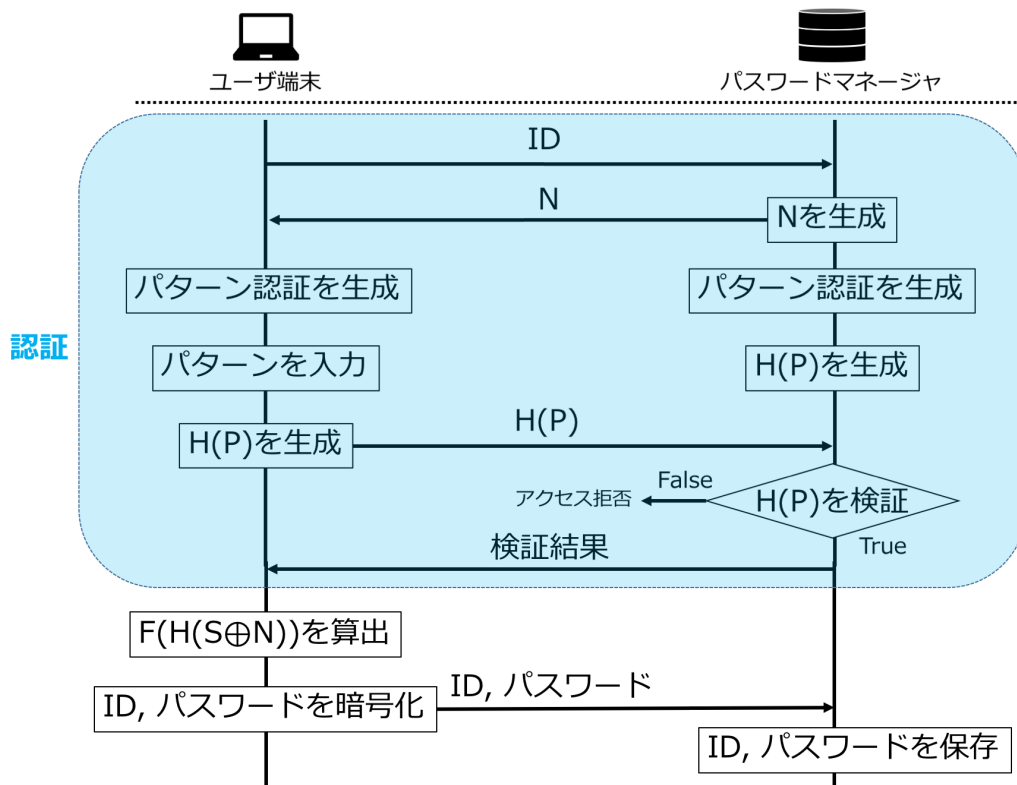 ユーザ端末
パスワードマネージャ
ID
N
Nを生成
パターン認証を生成
パターン認証を生成
認証
パターンを入力
H(P)を生成
H(P)
H(P)を生成
False
アクセス拒否
H(P)を検証
True
検証結果
F(H(S⊕N))を算出
ID, パスワード
ID, パスワードを暗号化
ID, パスワードを保存